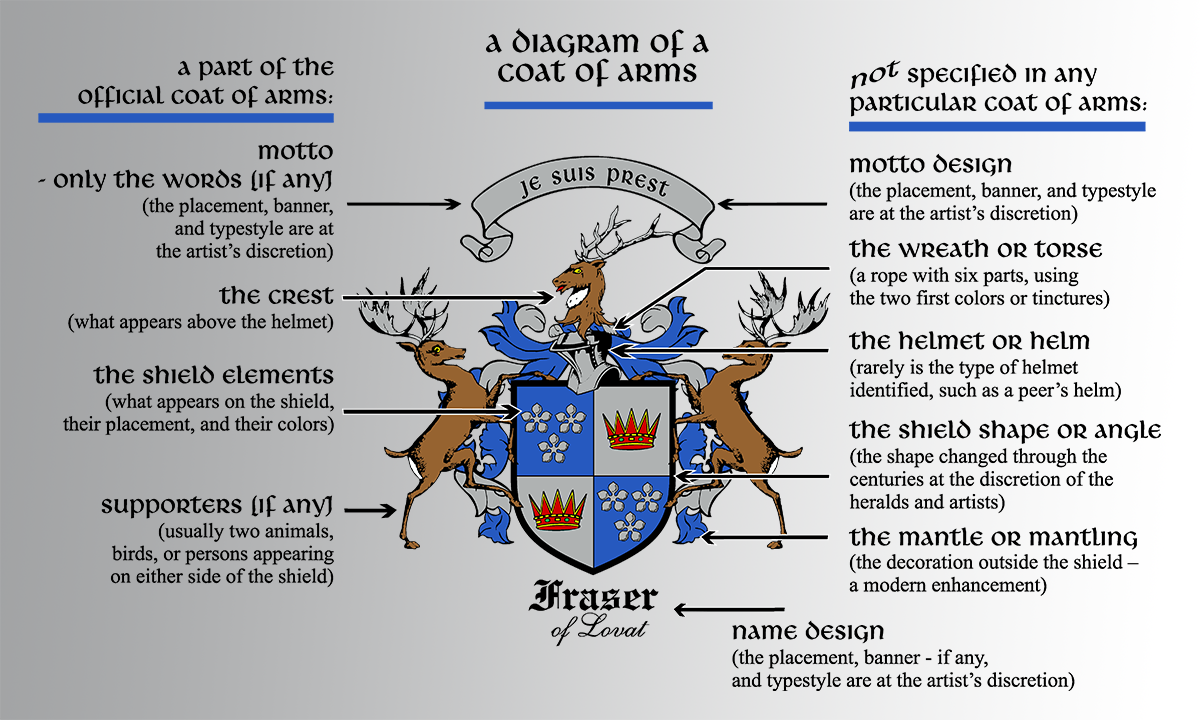 a diagram of a
coat of arms
a part of the
official coat of arms:
motto
- only the words [if any]
(the placement, banner,
and typestyle are at
the artist’s discretion)
the crest
(what appears above the helmet)
the shield elements
(what appears on the shield,
their placement, and their colors)
supporters [if any]
(usually two animals,
birds, or persons appearing
on either side of the shield)
je suis prest
Fraser
of Lovat
not specified in any
particular coat of arms:
motto design
(the placement, banner, and typestyle
are at the artist’s discretion)
the wreath or torse
(a rope with six parts, using
the two first colors or tinctures)
the helmet or helm
(rarely is the type of helmet
identified, such as a peer’s helm)
the shield shape or angle
(the shape changed through the
centuries at the discretion of the
heralds and artists)
the mantle or mantling
(the decoration outside the shield –
a modern enhancement)
name design
(the placement, banner - if any,
and typestyle are at the artist’s discretion)